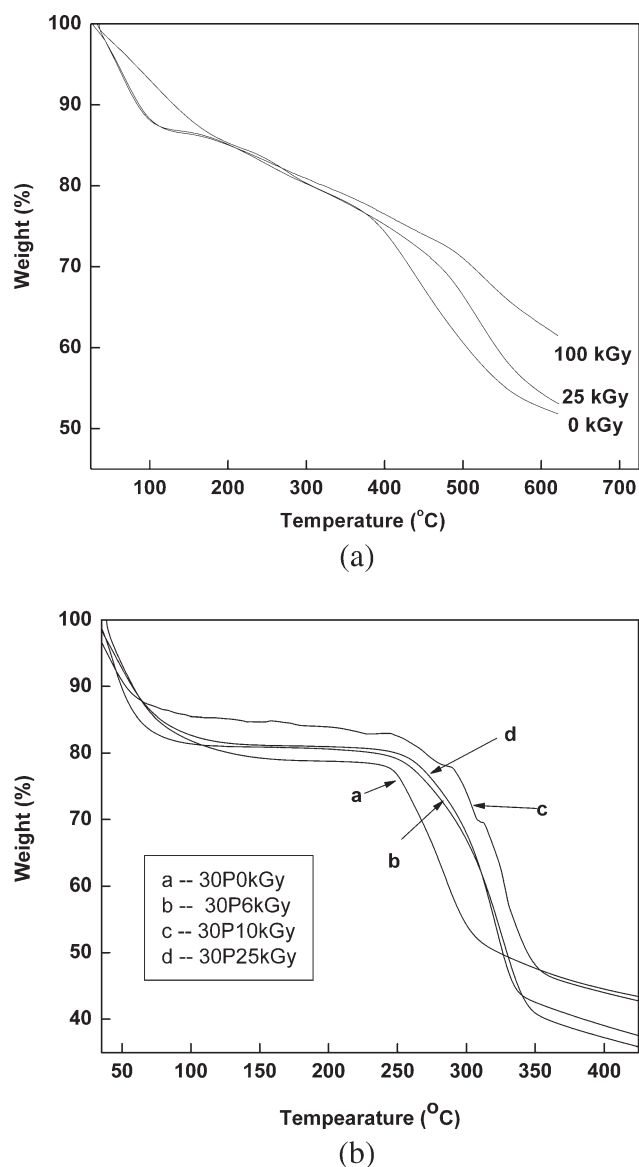 100
90
80
70
60
50
Weight (%)
100 kGy
25 kGy
0 kGy
100 200 300 400 500 600 700
Temperature (°C)
(a)
100
90
80
70
60
50
40
Weight (%)
d
a
c
b
a -- 30P0kGy
b -- 30P6kGy
c -- 30P10kGy
d -- 30P25kGy
50 100 150 200 250 300 350 400
Tempearature (°C)
(b)